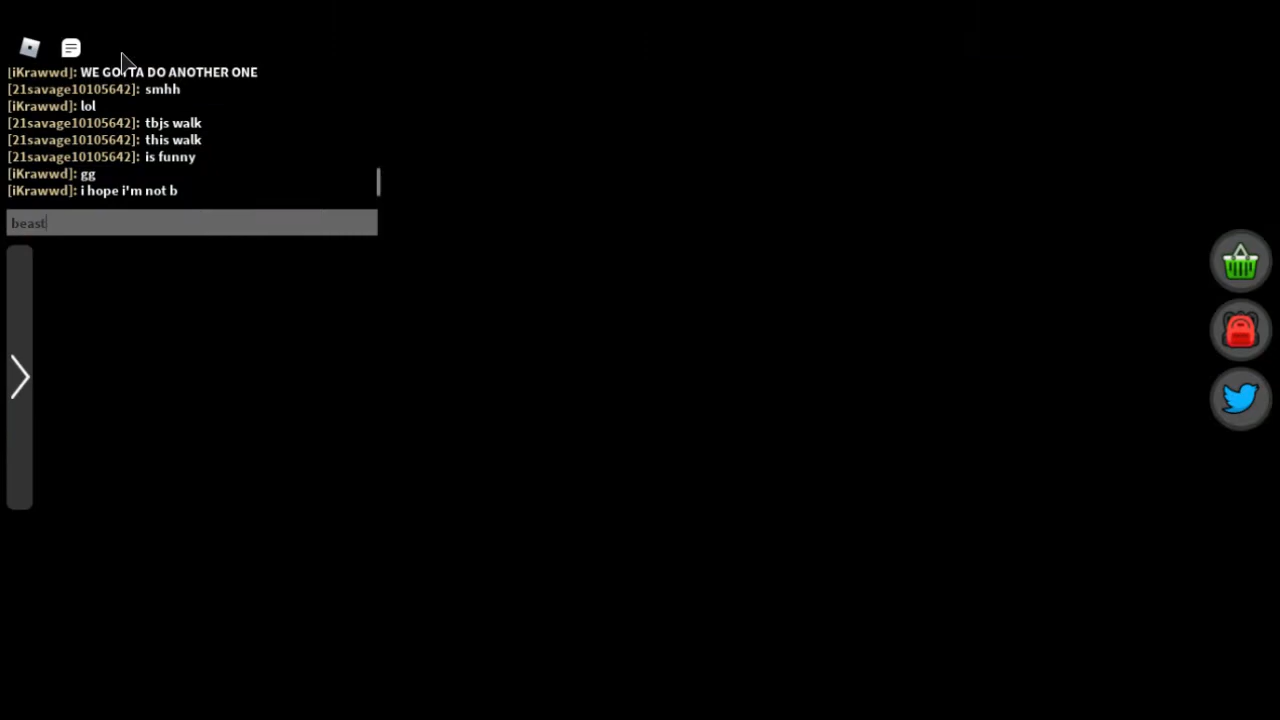 [iKrawwd]: WE GOTTA DO ANOTHER ONE
[21savage10105642]: smhh
[iKrawwd]: lol
[21savage10105642]: tbjs walk
[21savage10105642]: this walk
[21savage10105642]: is funny
[iKrawwd]: gg
[iKrawwd]: i hope i'm not b
beast